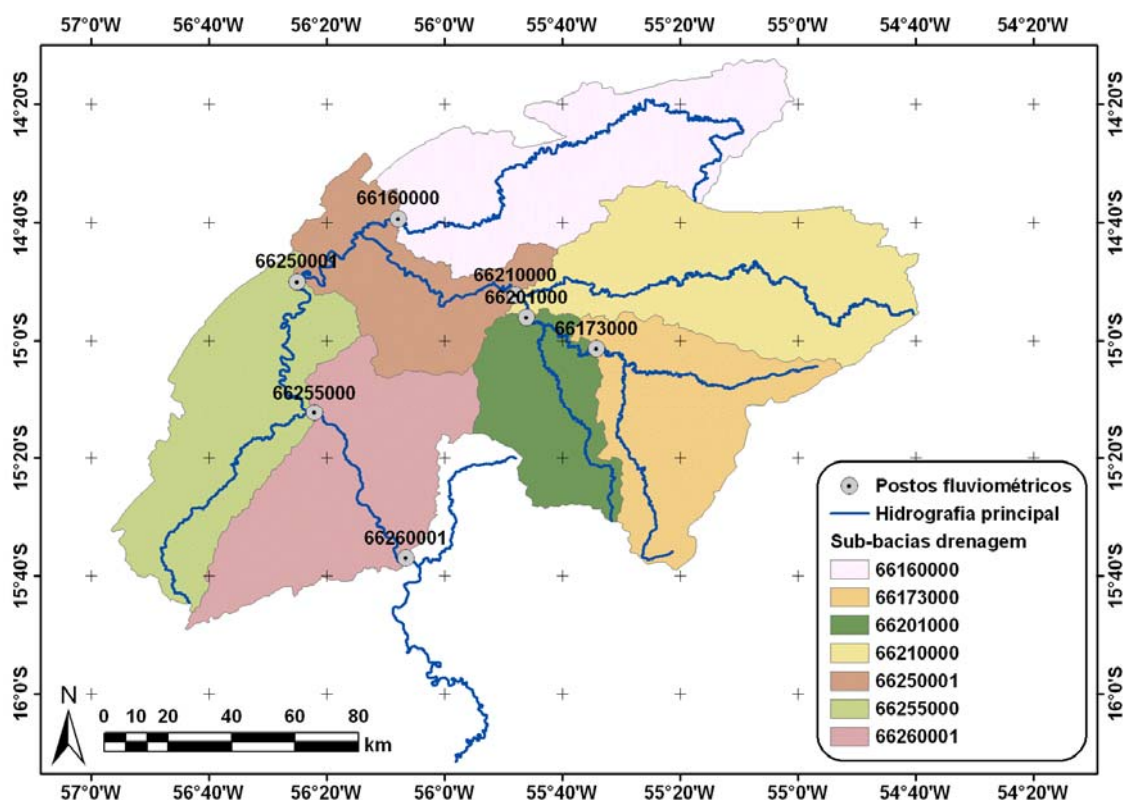 57°0'W 56°40'W 56°20'W 56°0'W 55°40'W 55°20'W 55°0'W 54°40'W 54°20'W
14°20'S 14°20'S
66160000
14°40'S 14°40'S
66250001 66210000
66201000
66173000
15°0'S 15°0'S
66255000
15°20'S 15°20'S
66260001
15°40'S 15°40'S
16°0'S 16°0'S
Postos fluviométricos
Hidrografia principal
Sub-bacias drenagem
66160000
66173000
66201000
66210000
66250001
66255000
66260001
N
0 10 20 40 60 80
km
57°0'W 56°40'W 56°20'W 56°0'W 55°40'W 55°20'W 55°0'W 54°40'W 54°20'W